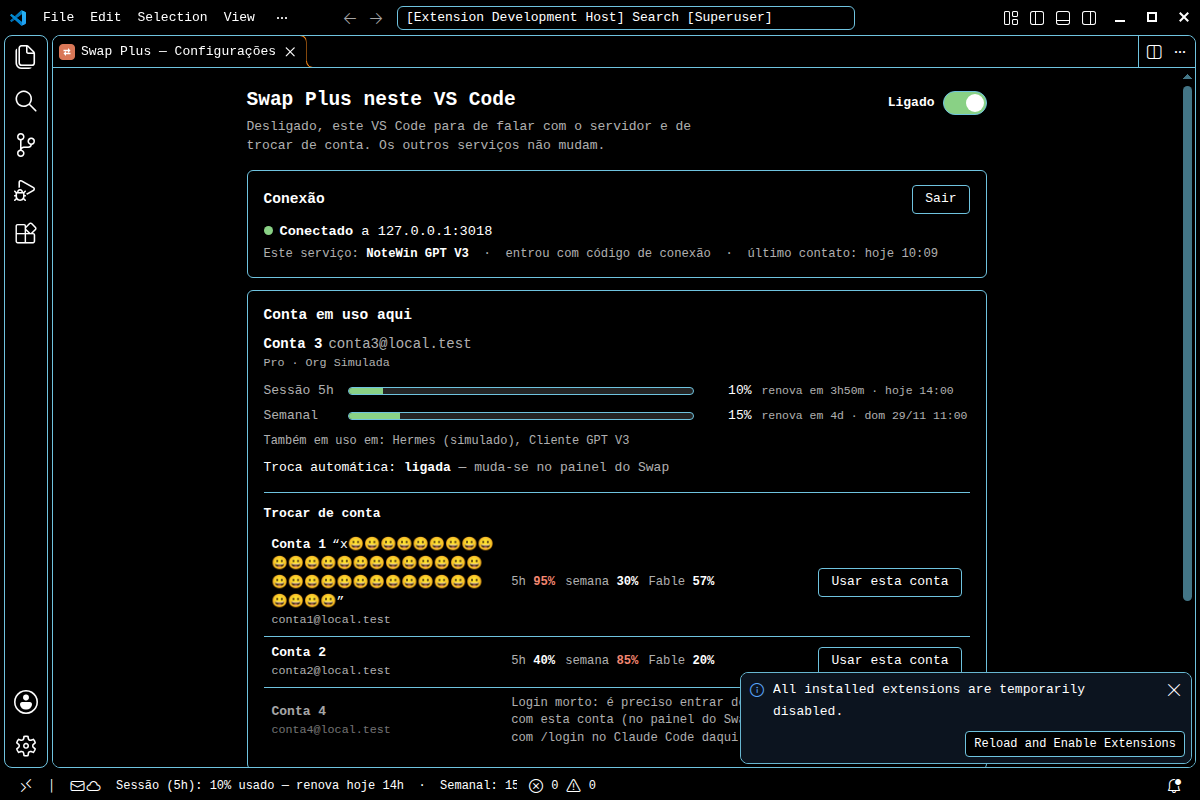 File Edit Selection View ··· [Extension Development Host] Search [Superuser]
Swap Plus — Configurações
Swap Plus neste VS Code
Ligado
Desligado, este VS Code para de falar com o servidor e de
trocar de conta. Os outros serviços não mudam.
Conexão
Sair
Conectado a 127.0.0.1:3018
Este serviço: NoteWin GPT V3 · entrou com código de conexão · último contato: hoje 10:09
Conta em uso aqui
Conta 3 conta3@local.test
Pro · Org Simulada
Sessão 5h 10% renova em 3h50m · hoje 14:00
Semanal 15% renova em 4d · dom 29/11 11:00
Também em uso em: Hermes (simulado), Cliente GPT V3
Troca automática: ligada — muda-se no painel do Swap
Trocar de conta
Conta 1 “x😀😀😀😀😀😀😀😀😀
😀😀😀😀😀😀😀😀😀😀😀😀😀
😀😀😀😀😀😀😀😀😀😀😀😀😀
😀😀😀😀”
conta1@local.test
5h 95% semana 30% Fable 57%
Usar esta conta
Conta 2
conta2@local.test
5h 40% semana 85% Fable 20%
Usar esta conta
Conta 4
conta4@local.test
Login morto: é preciso entrar
com esta conta (no painel do
com /login no Claude Code daqui
All installed extensions are temporarily
disabled.
Reload and Enable Extensions
Sessão (5h): 10% usado — renova hoje 14h · Semanal: 15 0 0